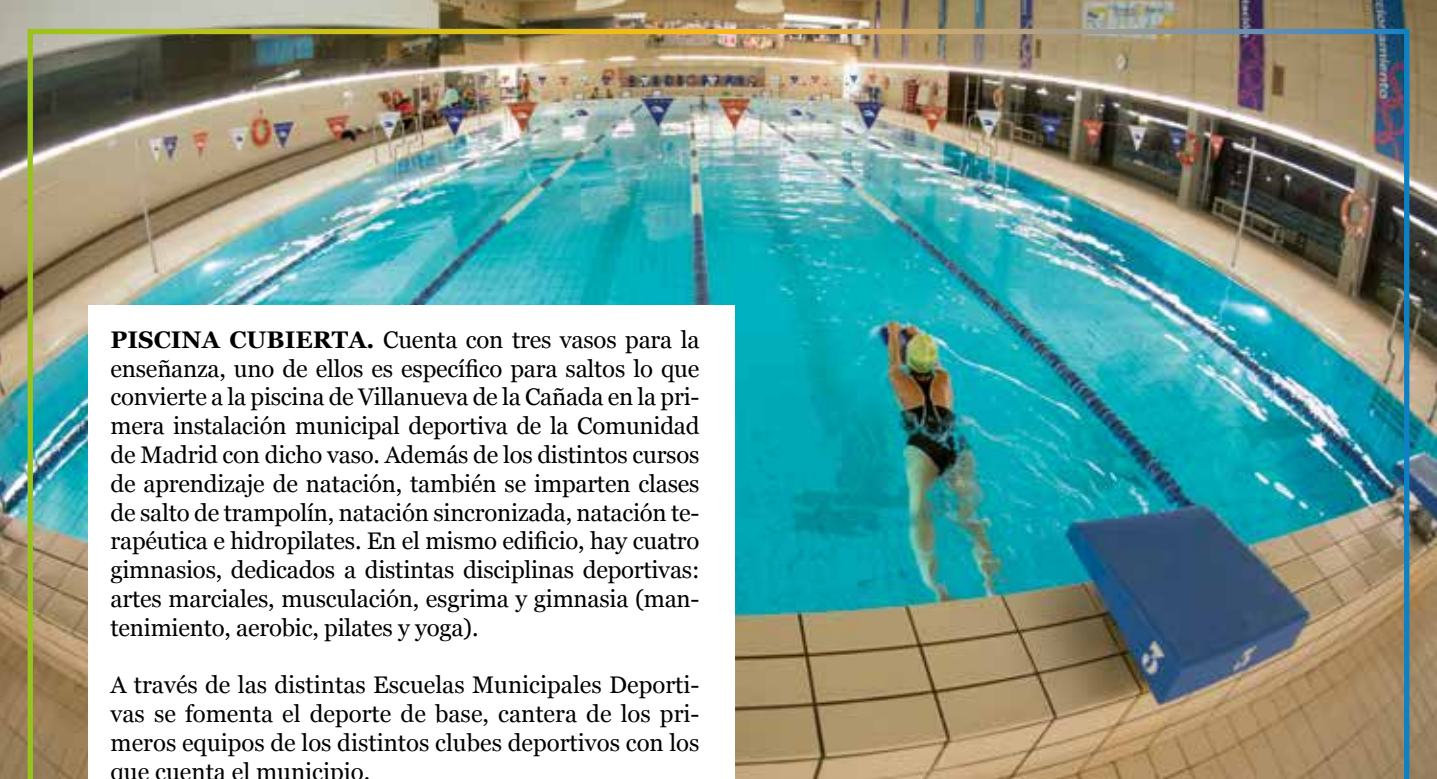 PISCINA CUBIERTA. Cuenta con tres vasos para la
enseñanza, uno de ellos es específico para saltos lo que
convierte a la piscina de Villanueva de la Cañada en la pri-
mera instalación municipal deportiva de la Comunidad
de Madrid con dicho vaso. Además de los distintos cursos
de aprendizaje de natación, también se imparten clases
de salto de trampolín, natación sincronizada, natación te-
rapéutica e hidropilates. En el mismo edificio, hay cuatro
gimnasios, dedicados a distintas disciplinas deportivas:
artes marciales, musculación, esgrima y gimnasia (man-
tenimiento, aerobic, pilates y yoga).
A través de las distintas Escuelas Municipales Deporti-
vas se fomenta el deporte de base, cantera de los pri-
meros equipos de los distintos clubes deportivos con los
que cuenta el municipio.
3
3